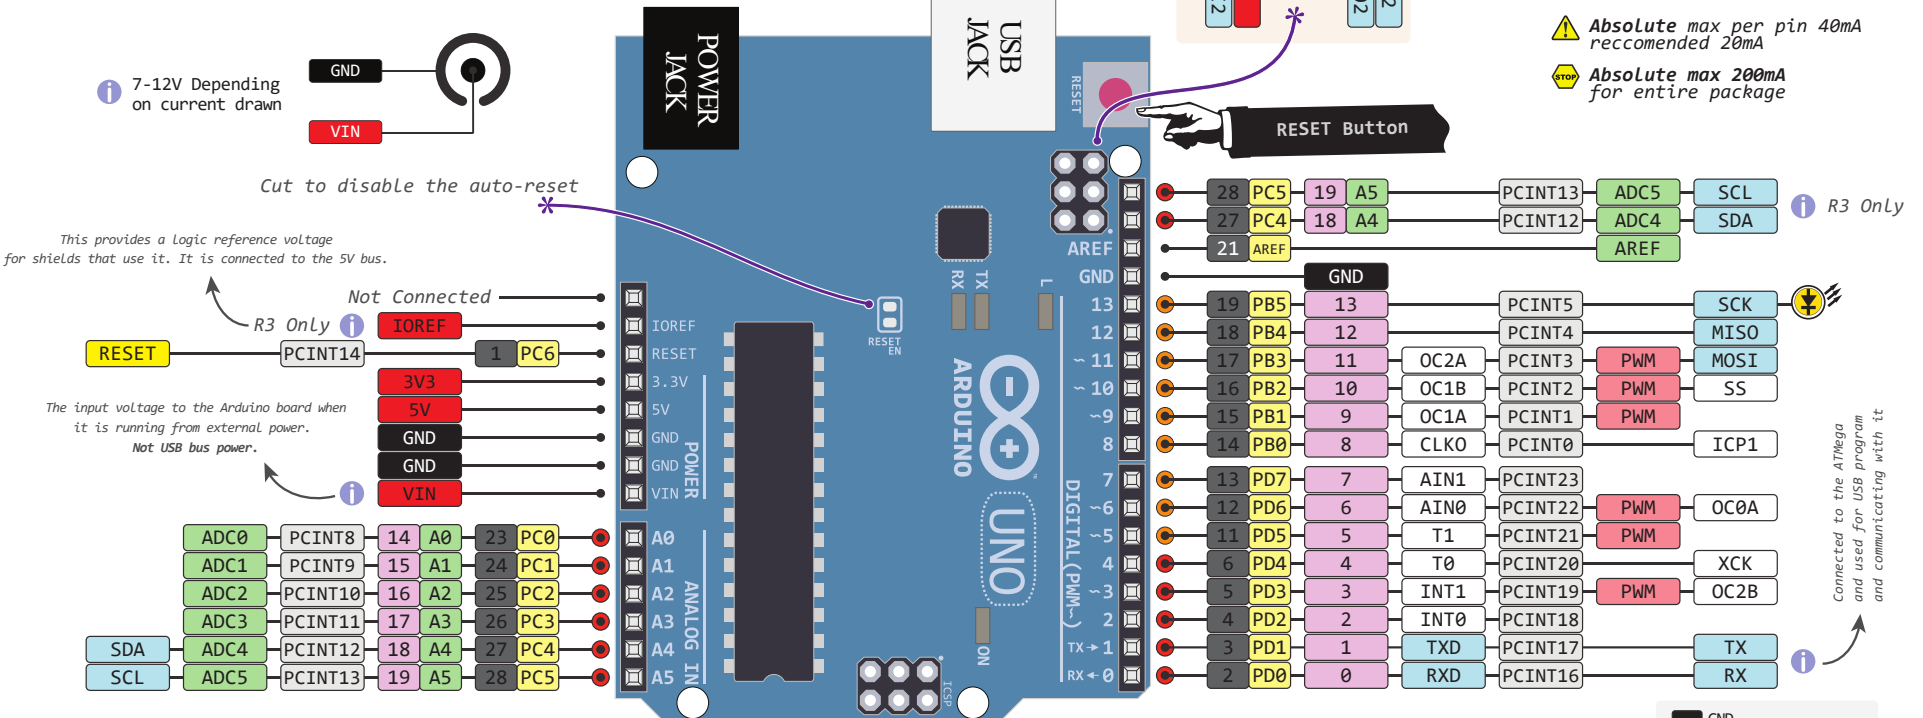 7-12V Depending
on current drawn
GND
VIN
POWER
JACK
USB
JACK
C2
D2
2
Absolute max per pin 40mA
reccomended 20mA
STOP
Absolute max 200mA
for entire package
RESET
RESET Button
Cut to disable the auto-reset
This provides a logic reference voltage
for shields that use it. It is connected to the 5V bus.
Not Connected
R3 Only IOREF
RESET PCINT14 1 PC6
3V3
5V
GND
GND
VIN
The input voltage to the Arduino board when
it is running from external power.
Not USB bus power.
ADC0 PCINT8 14 A0 23 PC0
ADC1 PCINT9 15 A1 24 PC1
ADC2 PCINT10 16 A2 25 PC2
ADC3 PCINT11 17 A3 26 PC3
SDA ADC4 PCINT12 18 A4 27 PC4
SCL ADC5 PCINT13 19 A5 28 PC5
IOREF
RESET
3.3V
5V
GND
GND
VIN
POWER
A0
A1
A2
A3
A4
A5
ANALOG IN
RESET
EN
RX
TX
L
ARDUINO
UNO
ON
ICSP
AREF
GND
13
12
~11
~10
~9
8
7
~6
~5
4
~3
2
TX→1
RX←0
DIGITAL(PWM~)
28 PC5 19 A5 PCINT13 ADC5 SCL
27 PC4 18 A4 PCINT12 ADC4 SDA
R3 Only
21 AREF AREF
GND
19 PB5 13 PCINT5 SCK
18 PB4 12 PCINT4 MISO
17 PB3 11 OC2A PCINT3 PWM MOSI
16 PB2 10 OC1B PCINT2 PWM SS
15 PB1 9 OC1A PCINT1 PWM
14 PB0 8 CLKO PCINT0 ICP1
13 PD7 7 AIN1 PCINT23
12 PD6 6 AIN0 PCINT22 PWM OC0A
11 PD5 5 T1 PCINT21 PWM
6 PD4 4 T0 PCINT20 XCK
5 PD3 3 INT1 PCINT19 PWM OC2B
4 PD2 2 INT0 PCINT18
3 PD1 1 TXD PCINT17 TX
2 PD0 0 RXD PCINT16 RX
Connected to the ATMega
and used for USB program
and communicating with it
GND